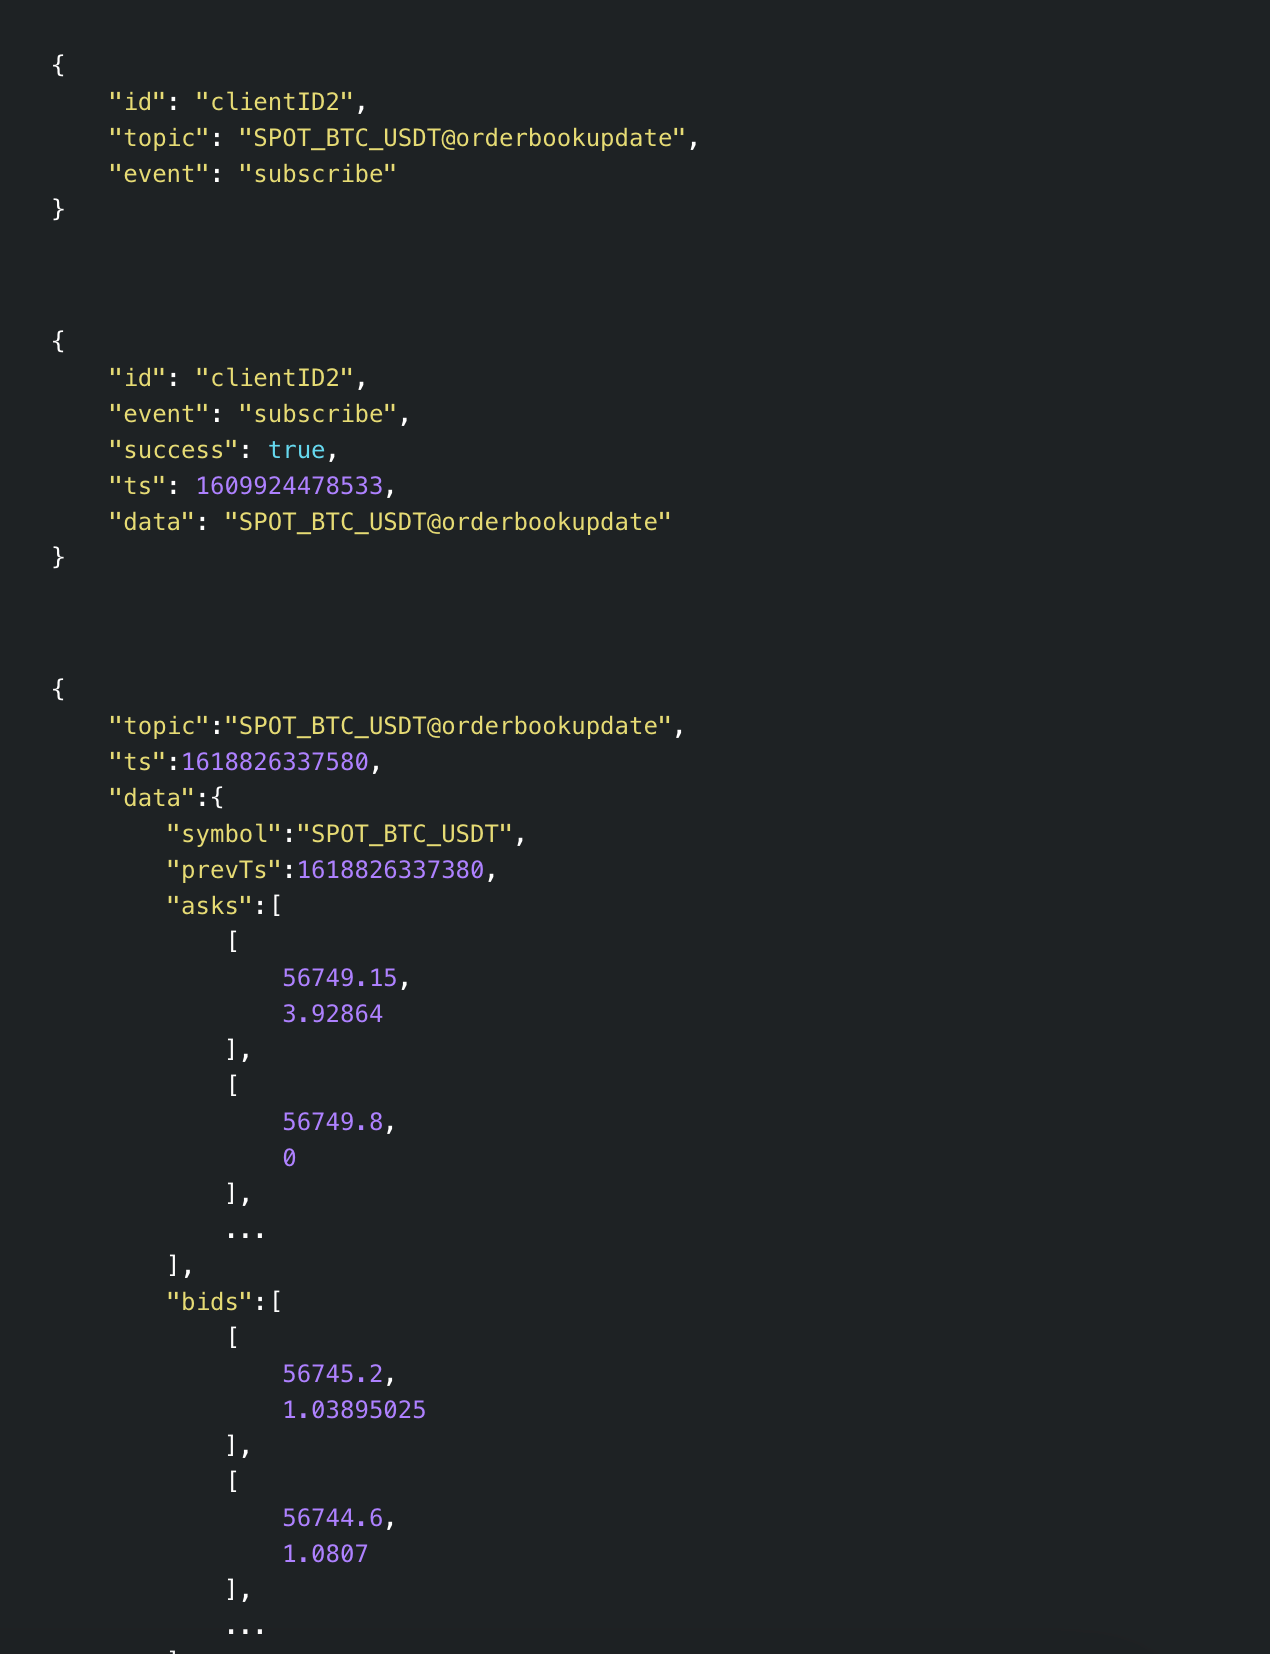 {
    "id": "clientID2",
    "topic": "SPOT_BTC_USDT@orderbookupdate",
    "event": "subscribe"
}
{
    "id": "clientID2",
    "event": "subscribe",
    "success": true,
    "ts": 1609924478533,
    "data": "SPOT_BTC_USDT@orderbookupdate"
}
{
    "topic":"SPOT_BTC_USDT@orderbookupdate",
    "ts":1618826337580,
    "data":{
        "symbol":"SPOT_BTC_USDT",
        "prevTs":1618826337380,
        "asks":[
            [
                56749.15,
                3.92864
            ],
            [
                56749.8,
                0
            ],
            ...
        ],
        "bids":[
            [
                56745.2,
                1.03895025
            ],
            [
                56744.6,
                1.0807
            ],
            ...